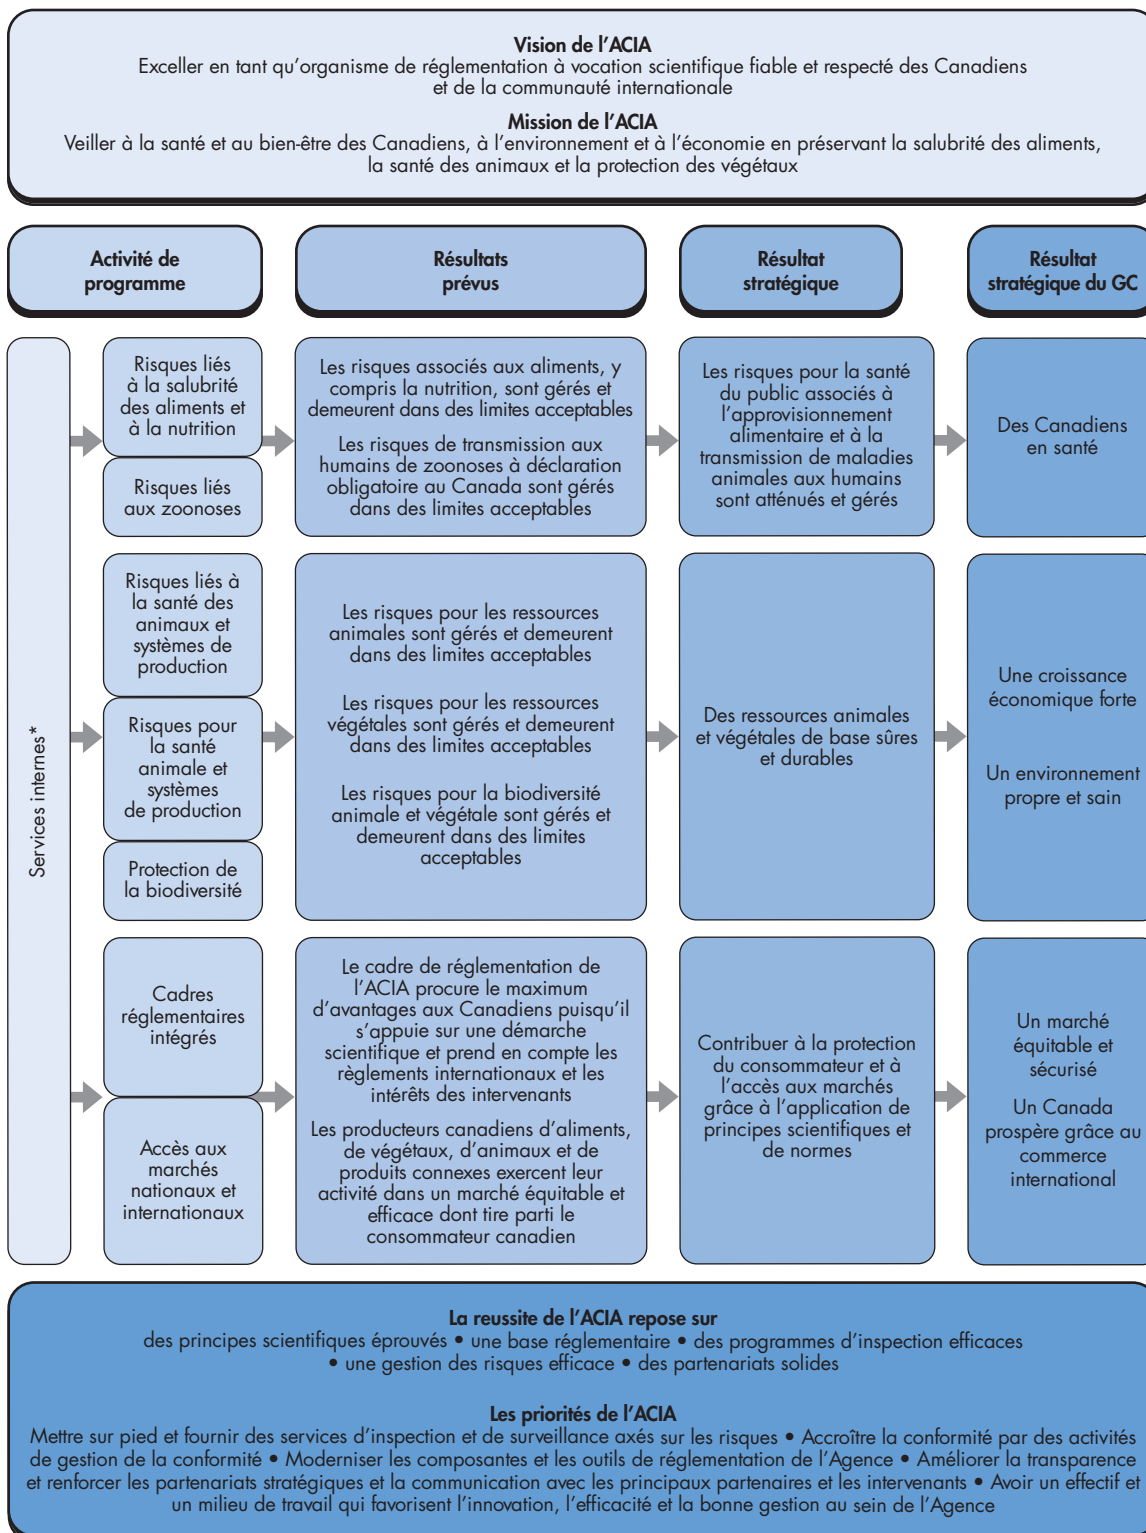 Vision de l'ACIA
Exceller en tant qu'organisme de réglementation à vocation scientifique fiable et respecté des Canadiens
et de la communauté internationale
Mission de l'ACIA
Veiller à la santé et au bien-être des Canadiens, à l'environnement et à l'économie en préservant la salubrité des aliments,
la santé des animaux et la protection des végétaux
Activité de
programme
Résultats
prévus
Résultat
stratégique
Résultat
stratégique du GC
Services internes*
Risques liés
à la salubrité
des aliments et
à la nutrition
Risques liés
aux zoonoses
Les risques associés aux aliments, y
compris la nutrition, sont gérés et
demeurent dans des limites acceptables
Les risques de transmission aux
humains de zoonoses à déclaration
obligatoire au Canada sont gérés
dans des limites acceptables
Les risques pour la santé
du public associés à
l'approvisionnement
alimentaire et à la
transmission de maladies
animales aux humains
sont atténués et gérés
Des Canadiens
en santé
Risques liés à
la santé des
animaux et
systèmes de
production
Risques pour
la santé
animale et
systèmes
de production
Protection de
la biodiversité
Les risques pour les ressources
animales sont gérés et demeurent
dans des limites acceptables
Les risques pour les ressources
végétales sont gérés et demeurent
dans des limites acceptables
Les risques pour la biodiversité
animale et végétale sont gérés et
demeurent dans des limites
acceptables
Des ressources animales
et végétales de base sûres
et durables
Une croissance
économique forte
Un environnement
propre et sain
Cadres
réglementaires
intégrés
Accès aux
marchés
nationaux et
internationaux
Le cadre de réglementation de
l'ACIA procure le maximum
d'avantages aux Canadiens puisqu'il
s'appuie sur une démarche
scientifique et prend en compte les
règlements internationaux et les
intérêts des intervenants
Les producteurs canadiens d'aliments,
de végétaux, d'animaux et de
produits connexes exercent leur
activité dans un marché équitable et
efficace dont tire parti le
consommateur canadien
Contribuer à la protection
du consommateur et à
l'accès aux marchés
grâce à l'application de
principes scientifiques et
de normes
Un marché
équitable et
sécurisé
Un Canada
prospère grâce au
commerce
international
La reussite de l'ACIA repose sur
des principes scientifiques éprouvés • une base réglementaire • des programmes d'inspection efficaces
• une gestion des risques efficace • des partenariats solides
Les priorités de l'ACIA
Mettre sur pied et fournir des services d'inspection et de surveillance axés sur les risques • Accroître la conformité par des activités
de gestion de la conformité • Moderniser les composantes et les outils de réglementation de l'Agence • Améliorer la transparence
et renforcer les partenariats stratégiques et la communication avec les principaux partenaires et les intervenants • Avoir un effectif et
un milieu de travail qui favorisent l'innovation, l'efficacité et la bonne gestion au sein de l'Agence